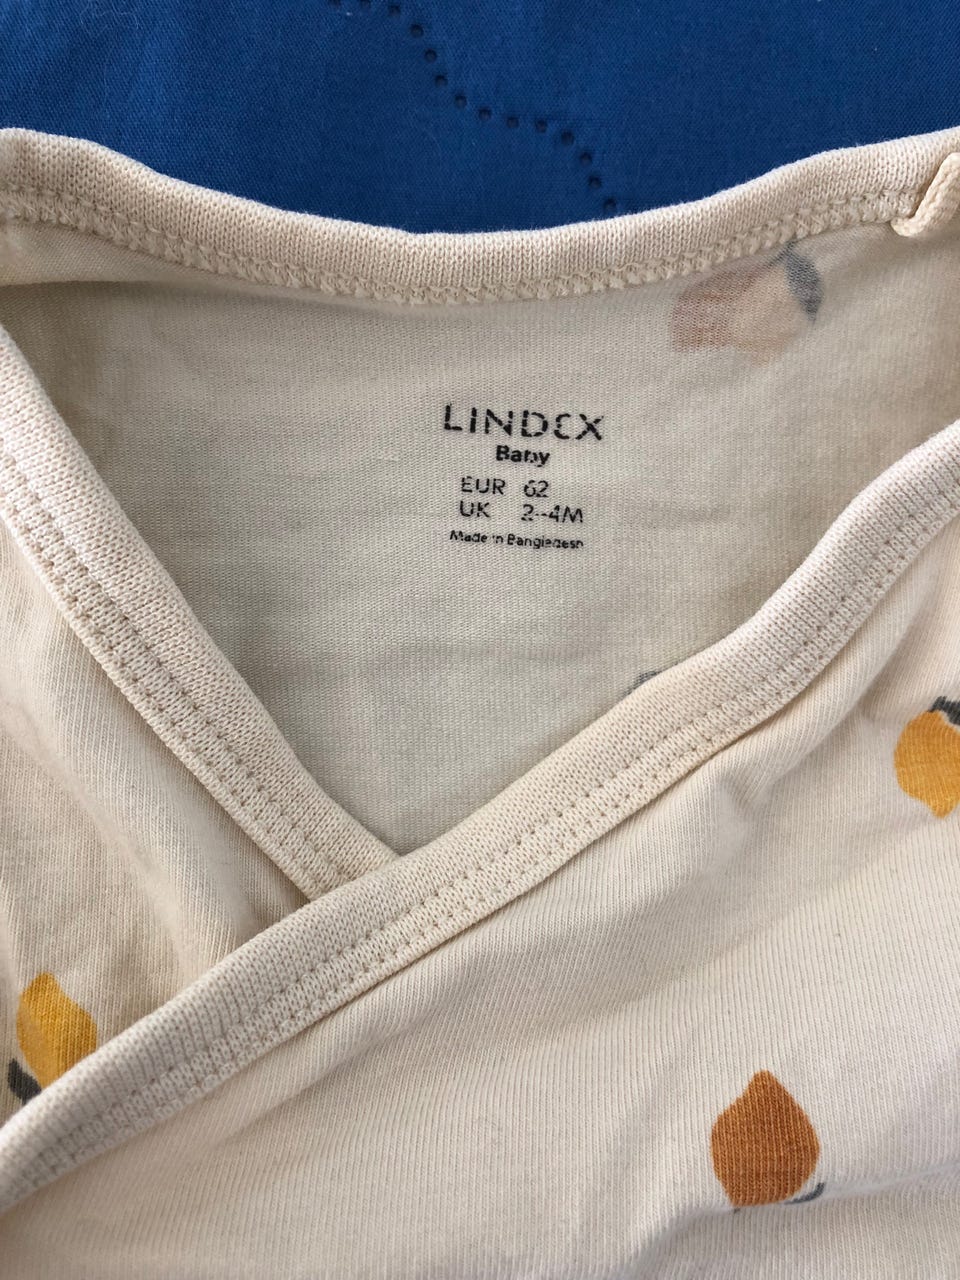 LINDEX
Baby
EUR 62
UK 2-4M
Made in Bangladesh